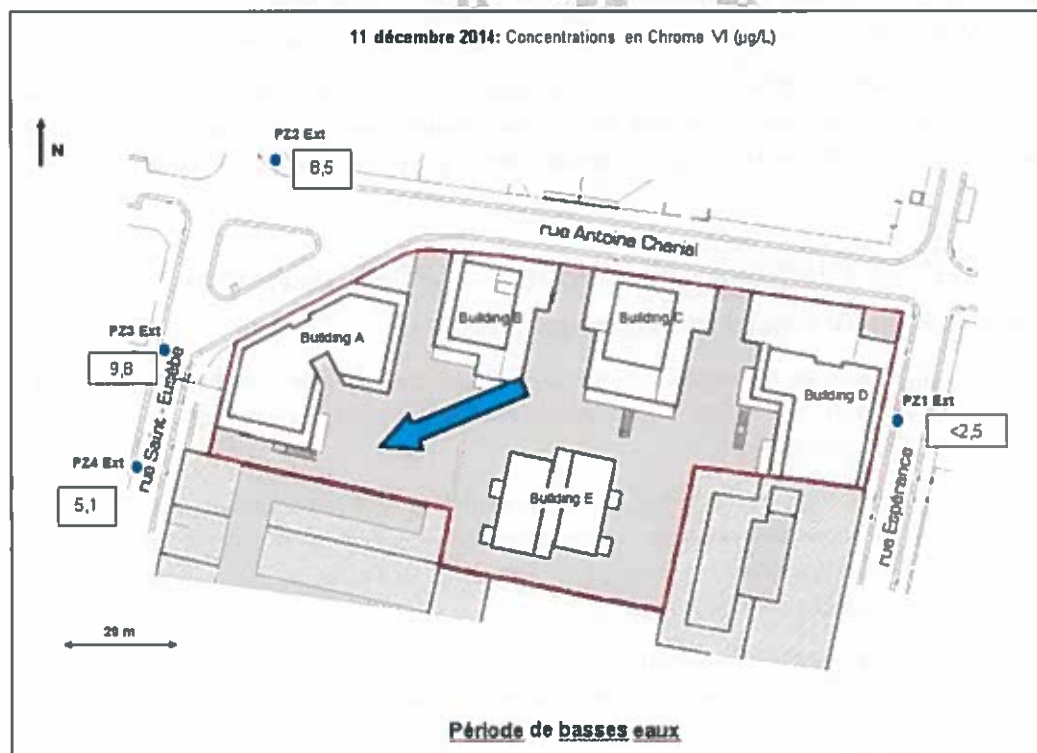 11 décembre 2014: Concentrations en Chrome VI (µg/L)
N
PZ2 Ext
8,5
rue Antoine Charial
Building A
Building B
Building C
Building D
PZ3 Ext
9,8
PZ1 Ext
<2,5
PZ4 Ext
5,1
rue Saint - Eusèbe
rue Espérance
Building E
29 m
Période de basses eaux